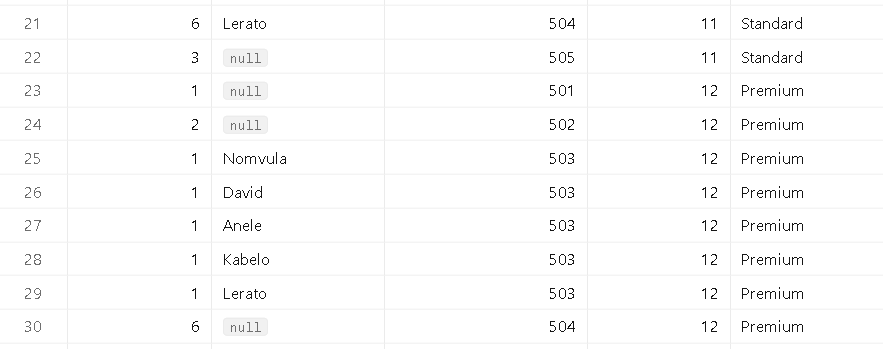 21 6 Lerato 504 11 Standard
22 3 null 505 11 Standard
23 1 null 501 12 Premium
24 2 null 502 12 Premium
25 1 Nomvula 503 12 Premium
26 1 David 503 12 Premium
27 1 Anele 503 12 Premium
28 1 Kabelo 503 12 Premium
29 1 Lerato 503 12 Premium
30 6 null 504 12 Premium